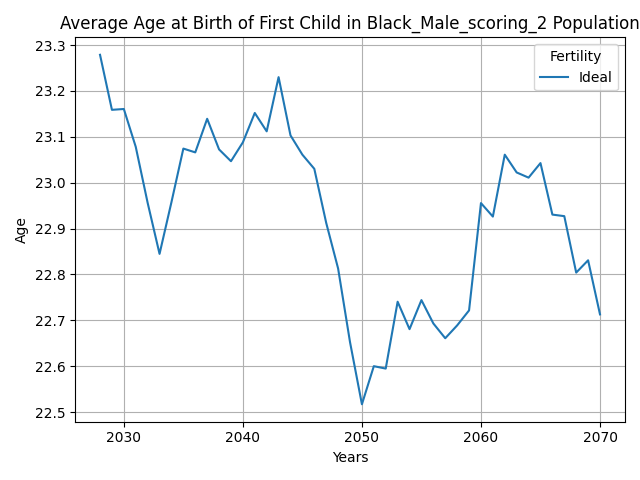 Average Age at Birth of First Child in Black_Male_scoring_2 Population
23.3
23.2
23.1
23.0
22.9
22.8
22.7
22.6
22.5
Age
Fertility
Ideal
2030 2040 2050 2060 2070
Years